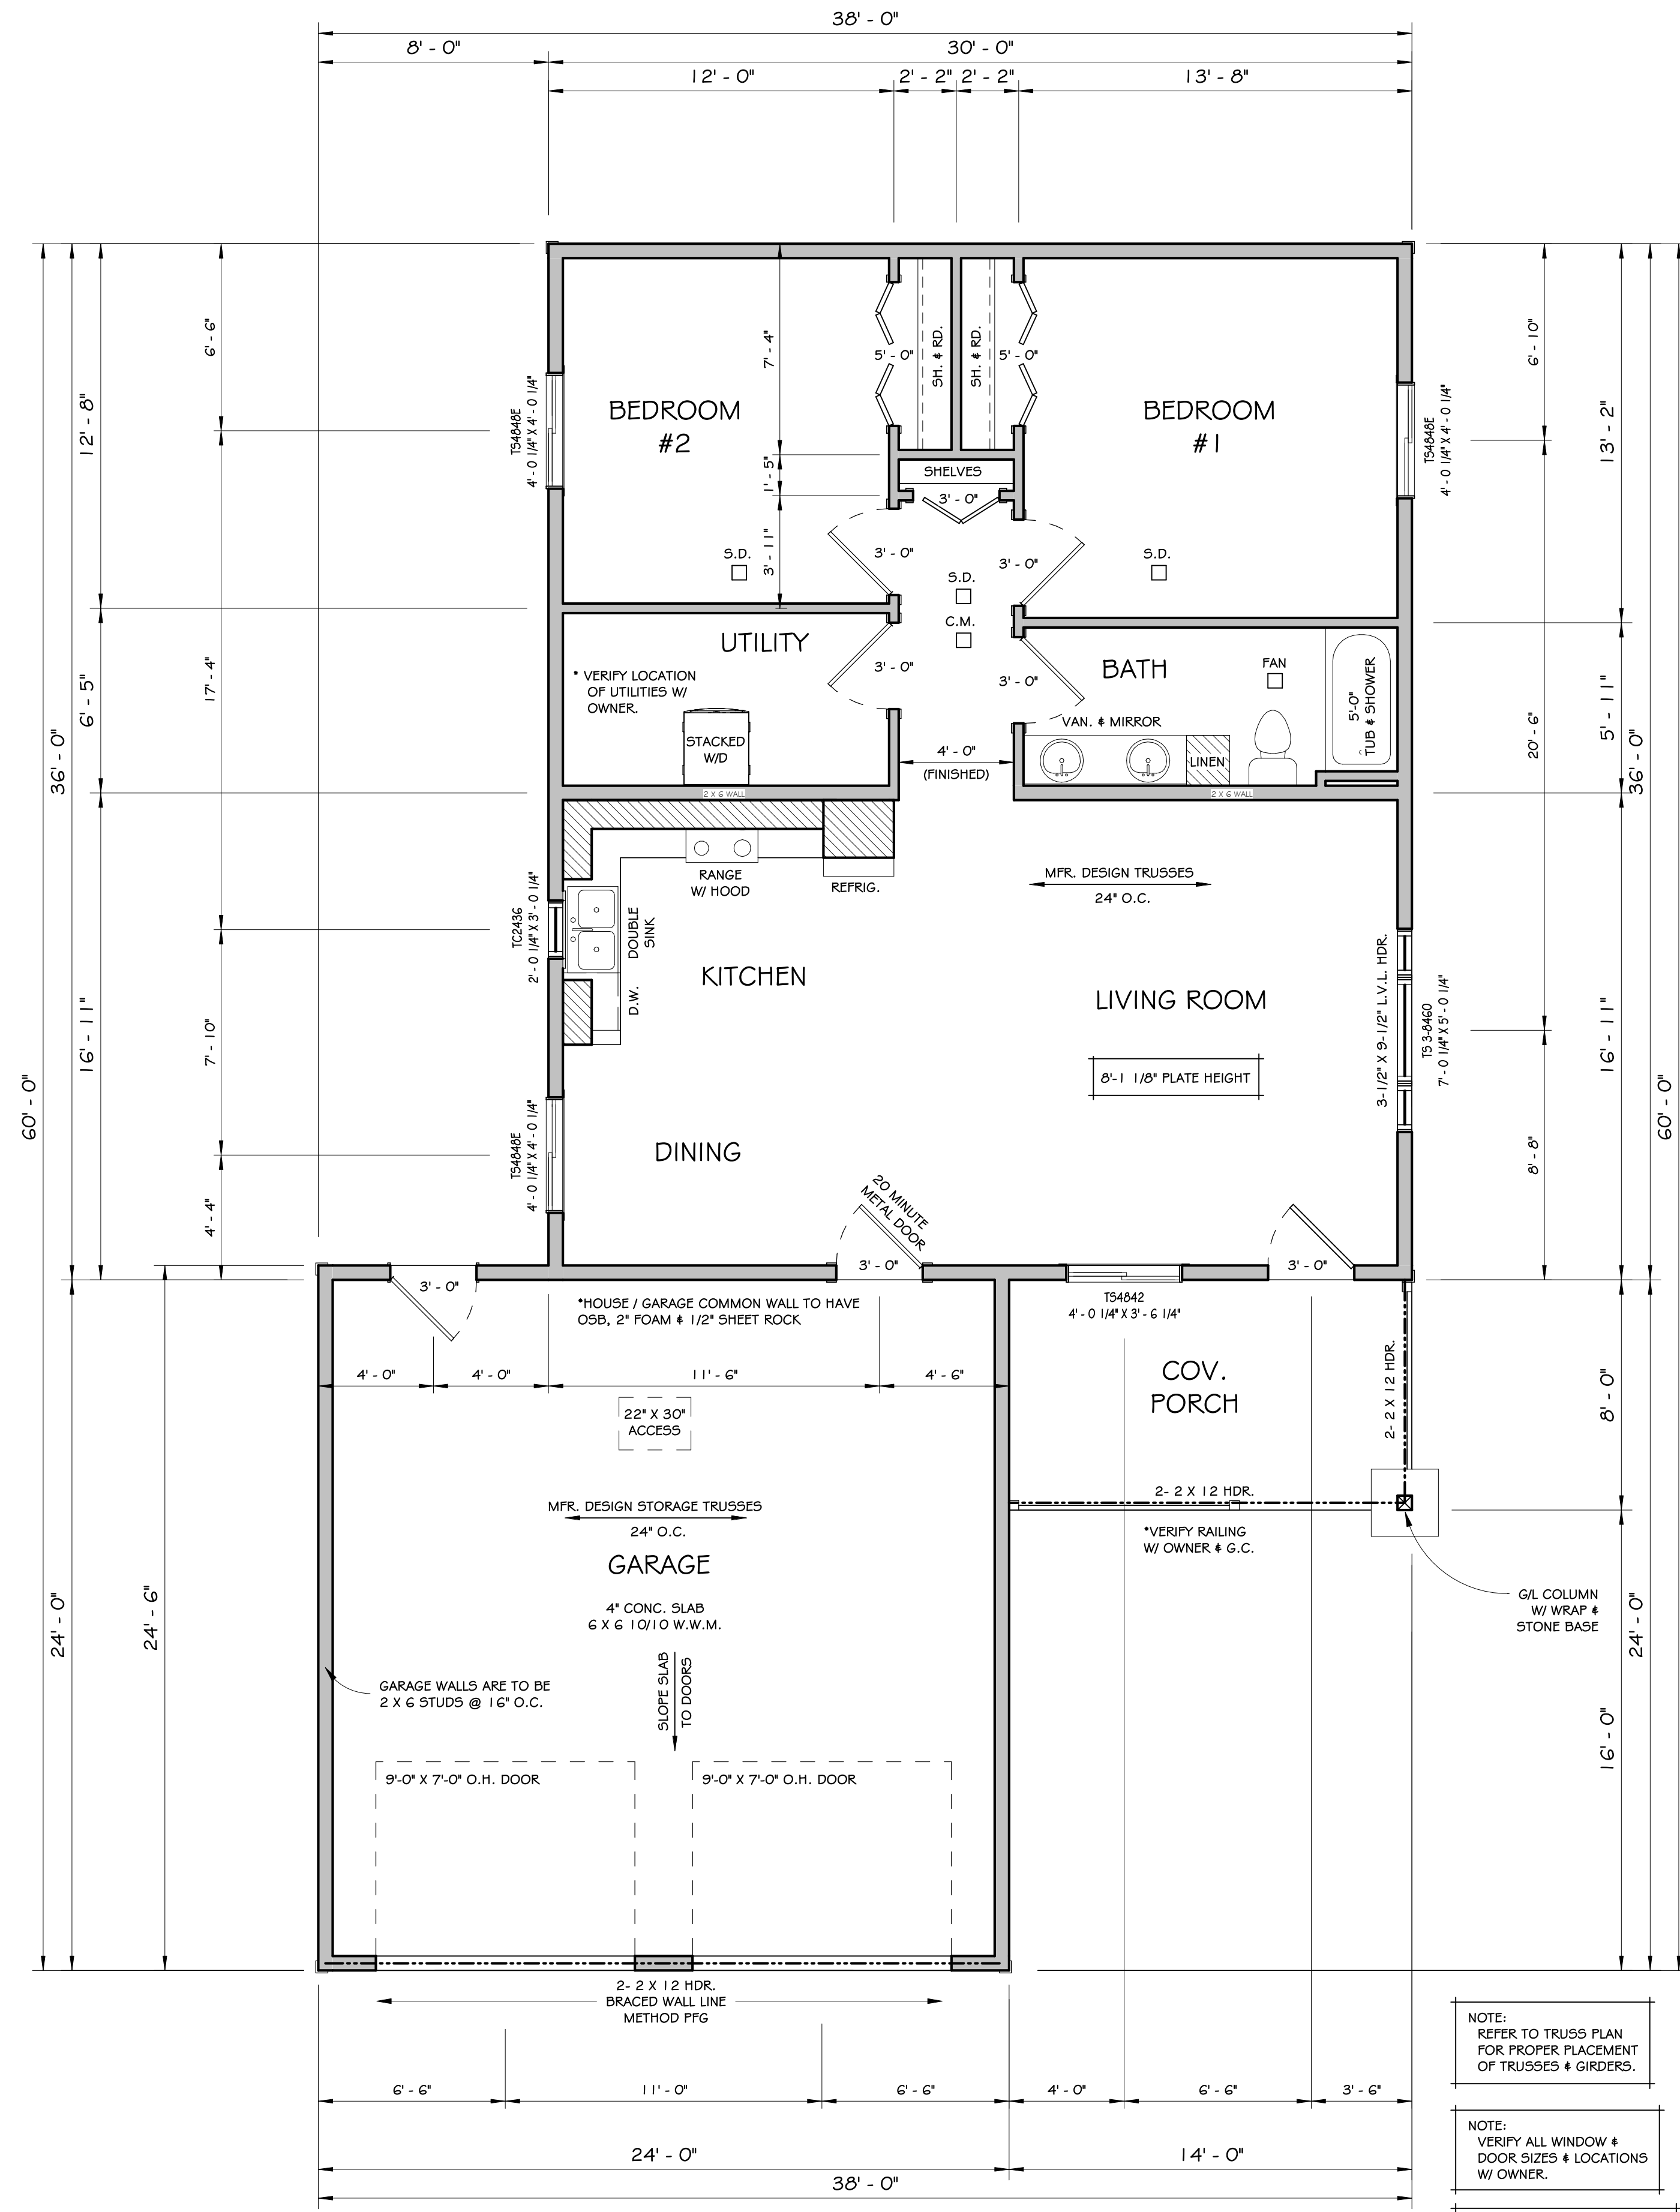 38' - 0"
8' - 0"
30' - 0"
12' - 0"
2' - 2"
2' - 2"
13' - 8"
60' - 0"
36' - 0"
12' - 8"
6' - 5"
16' - 11"
6' - 6"
17' - 4"
7' - 10"
4' - 4"
24' - 0"
24' - 6"
TS4848E
4' - 0 1/4" X 4' - 0 1/4"
BEDROOM
#2
7' - 4"
1' - 5"
3' - 11"
S.D.
5' - 0"
SH. & RD.
SH. & RD.
5' - 0"
SHELVES
3' - 0"
BEDROOM
#1
S.D.
TS4848E
4' - 0 1/4" X 4' - 0 1/4"
3' - 0"
3' - 0"
S.D.
C.M.
3' - 0"
3' - 0"
UTILITY
* VERIFY LOCATION
OF UTILITIES W/
OWNER.
STACKED
W/D
2 X 6 WALL
4' - 0"
(FINISHED)
BATH
FAN
VAN. & MIRROR
LINEN
5'-0"
TUB & SHOWER
2 X 6 WALL
RANGE
W/ HOOD
REFRIG.
TC2436
2' - 0 1/4" X 3' - 0 1/4"
DOUBLE
SINK
D.W.
KITCHEN
MFR. DESIGN TRUSSES
24" O.C.
LIVING ROOM
8'-1 1/8" PLATE HEIGHT
3-1/2" X 9-1/2" L.V.L. HDR.
TS 3-8460
7' - 0 1/4" X 5' - 0 1/4"
TS4848E
4' - 0 1/4" X 4' - 0 1/4"
DINING
20 MINUTE
METAL DOOR
3' - 0"
3' - 0"
3' - 0"
6' - 10"
20' - 6"
8' - 8"
13' - 2"
5' - 11"
16' - 11"
36' - 0"
60' - 0"
8' - 0"
24' - 0"
16' - 0"
*HOUSE / GARAGE COMMON WALL TO HAVE
OSB, 2" FOAM & 1/2" SHEET ROCK
TS4842
4' - 0 1/4" X 3' - 6 1/4"
4' - 0"
4' - 0"
11' - 6"
4' - 6"
22" X 30"
ACCESS
COV.
PORCH
2- 2 X 12 HDR.
2- 2 X 12 HDR.
*VERIFY RAILING
W/ OWNER & G.C.
G/L COLUMN
W/ WRAP &
STONE BASE
MFR. DESIGN STORAGE TRUSSES
24" O.C.
GARAGE
4" CONC. SLAB
6 X 6 10/10 W.W.M.
SLOPE SLAB
TO DOORS
GARAGE WALLS ARE TO BE
2 X 6 STUDS @ 16" O.C.
9'-0" X 7'-0" O.H. DOOR
9'-0" X 7'-0" O.H. DOOR
2- 2 X 12 HDR.
BRACED WALL LINE
METHOD PFG
6' - 6"
11' - 0"
6' - 6"
4' - 0"
6' - 6"
3' - 6"
24' - 0"
14' - 0"
38' - 0"
NOTE:
REFER TO TRUSS PLAN
FOR PROPER PLACEMENT
OF TRUSSES & GIRDERS.
NOTE:
VERIFY ALL WINDOW &
DOOR SIZES & LOCATIONS
W/ OWNER.